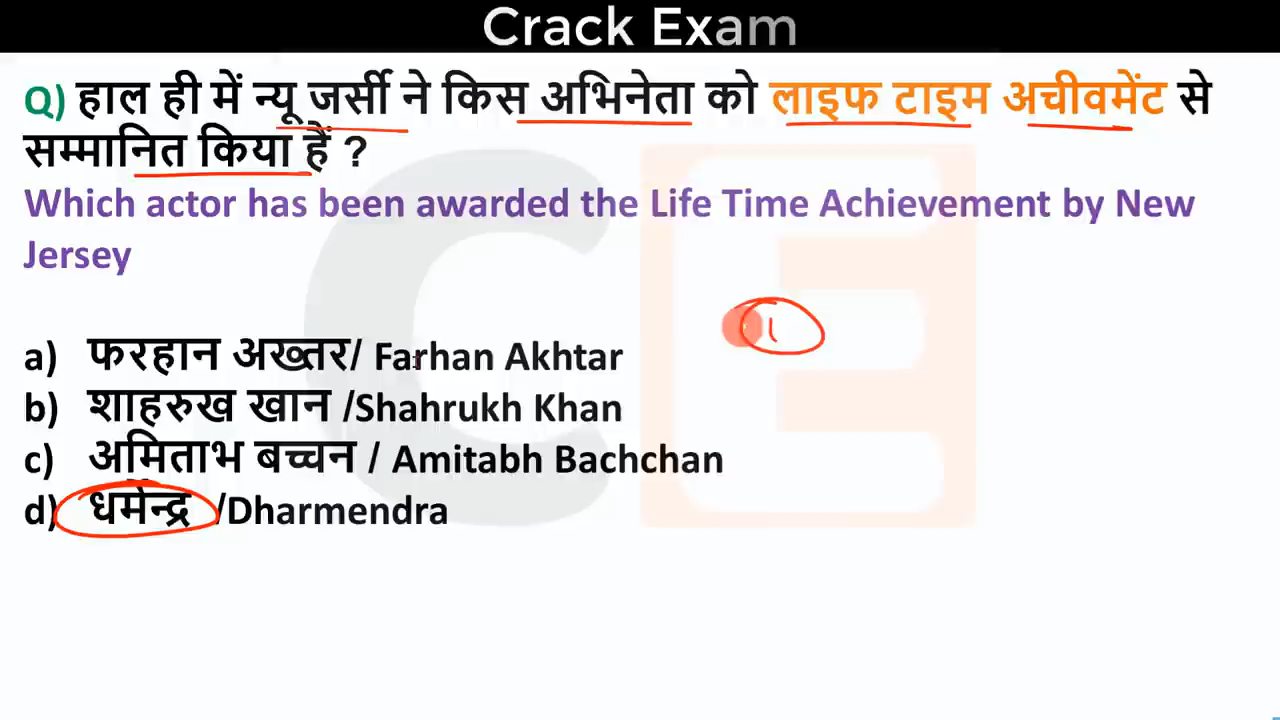 Crack Exam
Q) हाल ही में न्यू जर्सी ने किस अभिनेता को लाइफ टाइम अचीवमेंट से
सम्मानित किया हैं ?
Which actor has been awarded the Life Time Achievement by New
Jersey
a) फरहान अख्तर/ Farhan Akhtar
b) शाहरुख खान /Shahrukh Khan
c) अमिताभ बच्चन / Amitabh Bachchan
d) धर्मेन्द्र /Dharmendra
CE